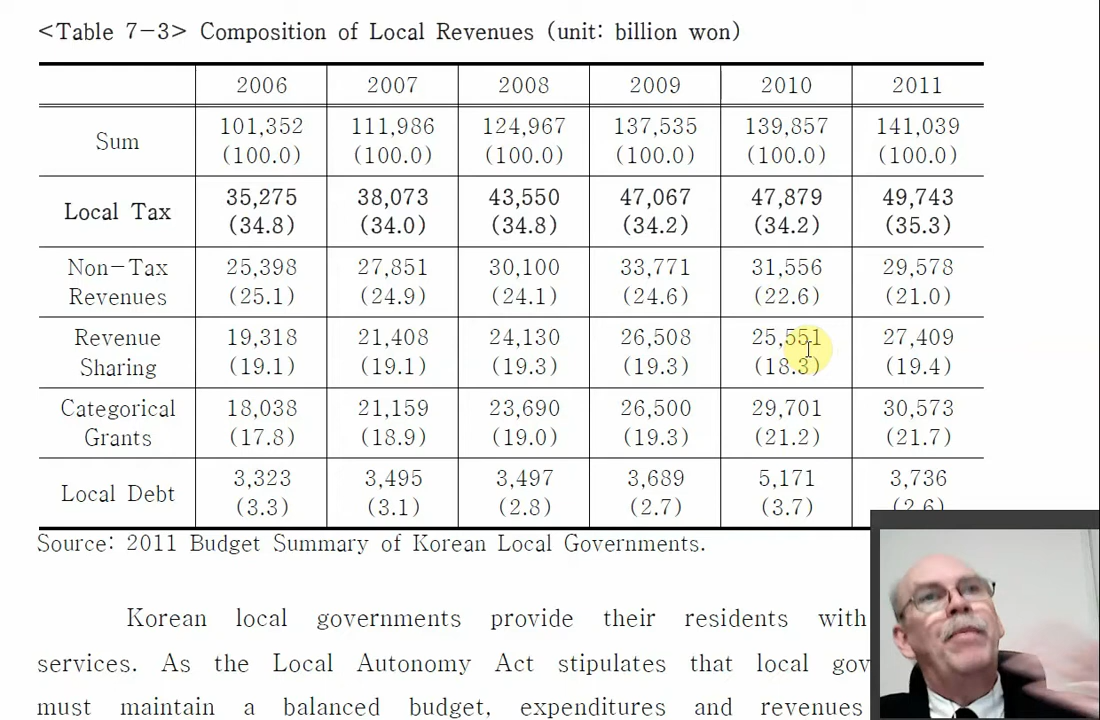 <Table 7-3> Composition of Local Revenues (unit: billion won)
2006 2007 2008 2009 2010 2011
Sum 101,352 (100.0) 111,986 (100.0) 124,967 (100.0) 137,535 (100.0) 139,857 (100.0) 141,039 (100.0)
Local Tax 35,275 (34.8) 38,073 (34.0) 43,550 (34.8) 47,067 (34.2) 47,879 (34.2) 49,743 (35.3)
Non-Tax Revenues 25,398 (25.1) 27,851 (24.9) 30,100 (24.1) 33,771 (24.6) 31,556 (22.6) 29,578 (21.0)
Revenue Sharing 19,318 (19.1) 21,408 (19.1) 24,130 (19.3) 26,508 (19.3) 25,551 (18.3) 27,409 (19.4)
Categorical Grants 18,038 (17.8) 21,159 (18.9) 23,690 (19.0) 26,500 (19.3) 29,701 (21.2) 30,573 (21.7)
Local Debt 3,323 (3.3) 3,495 (3.1) 3,497 (2.8) 3,689 (2.7) 5,171 (3.7) 3,736 (2.6)
Source: 2011 Budget Summary of Korean Local Governments.
Korean local governments provide their residents with
services. As the Local Autonomy Act stipulates that local gov
must maintain a balanced budget, expenditures and revenues